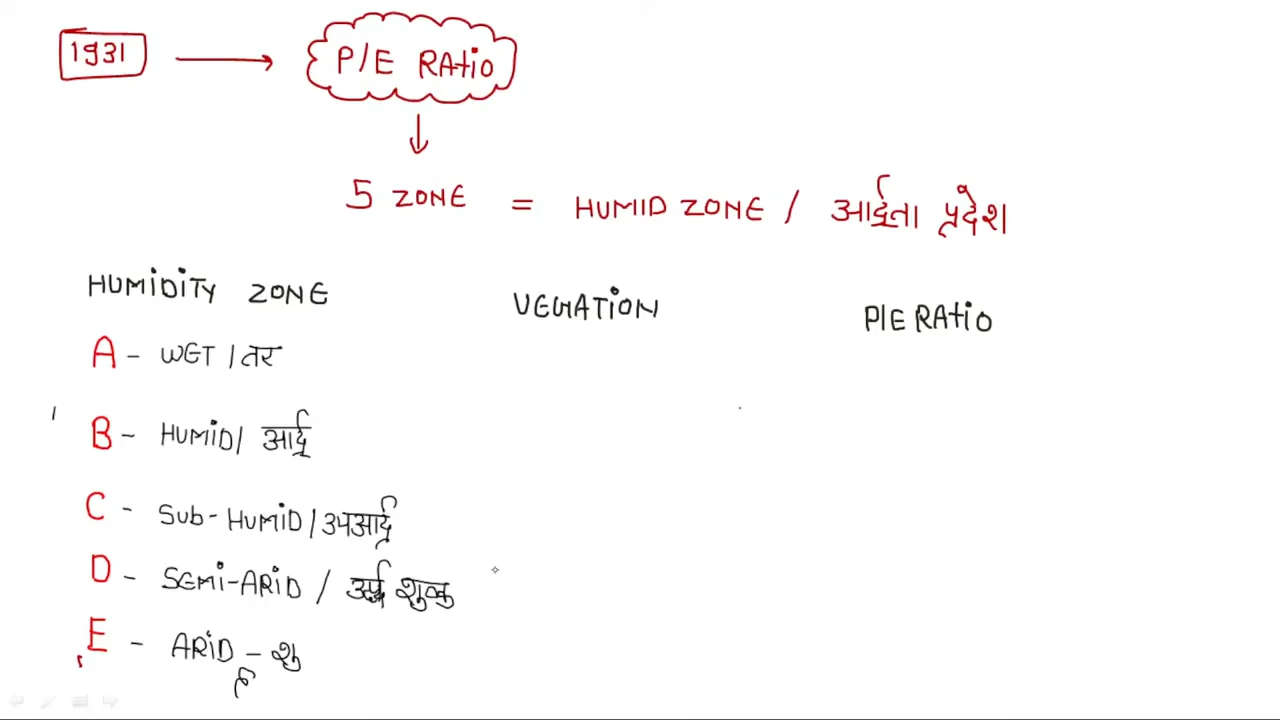 1931 → P/E RAtio
↓
5 ZONE = HUMID ZONE / आर्द्रता प्रदेश
HUMiDiTY ZONE VEGATiON P/E RAtio
A - WET / तर
B - HUMiD / आर्द्र
C - Sub-HUMiD / उपआर्द्र
D - SEMi-ARiD / अर्द्ध शुष्क
E - ARiD - शु